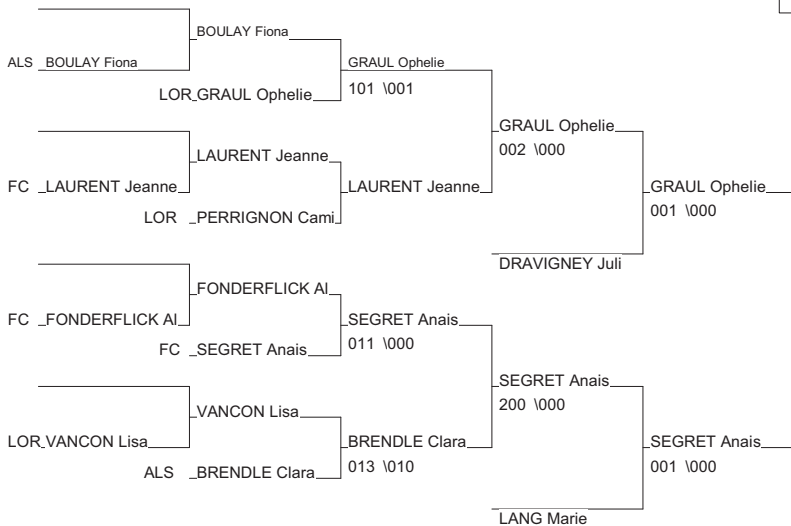 BOULAY Fiona
ALS BOULAY Fiona GRAUL Ophelie
LOR GRAUL Ophelie 101 \001
GRAUL Ophelie
002 \000
LAURENT Jeanne
FC LAURENT Jeanne LAURENT Jeanne GRAUL Ophelie
001 \000
LOR PERRIGNON Cami
DRAVIGNEY Juli
FONDERFLICK Al
FC FONDERFLICK Al SEGRET Anais
FC SEGRET Anais 011 \000
SEGRET Anais
200 \000
VANCON Lisa
LOR VANCON Lisa BRENDLE Clara SEGRET Anais
ALS BRENDLE Clara 013 \010 001 \000
LANG Marie